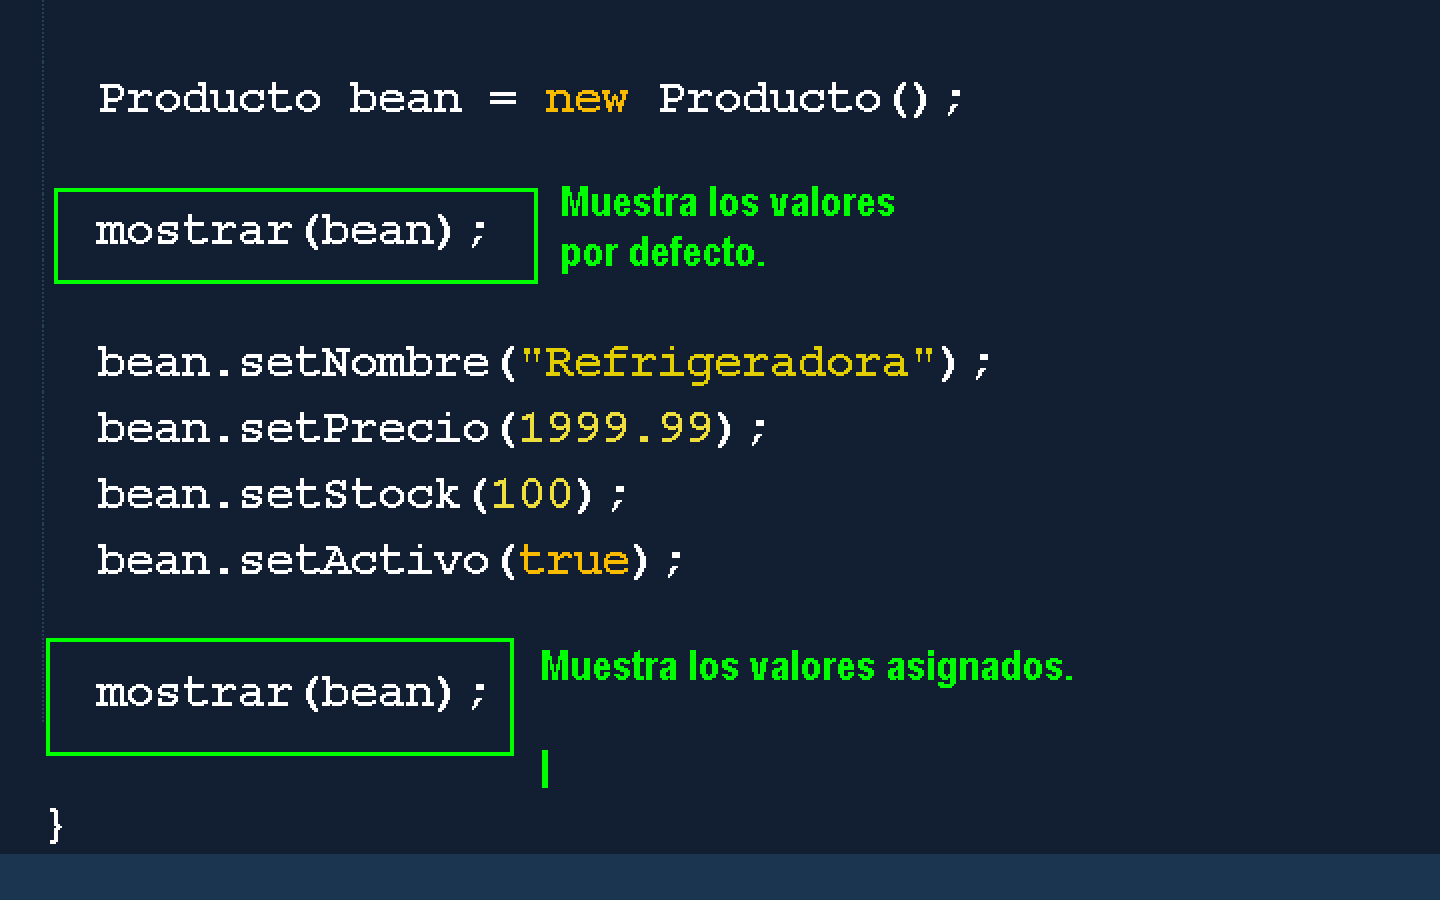 Producto bean = new Producto();
mostrar(bean);
Muestra los valores
por defecto.
bean.setNombre("Refrigeradora");
bean.setPrecio(1999.99);
bean.setStock(100);
bean.setActivo(true);
mostrar(bean);
Muestra los valores asignados.
}